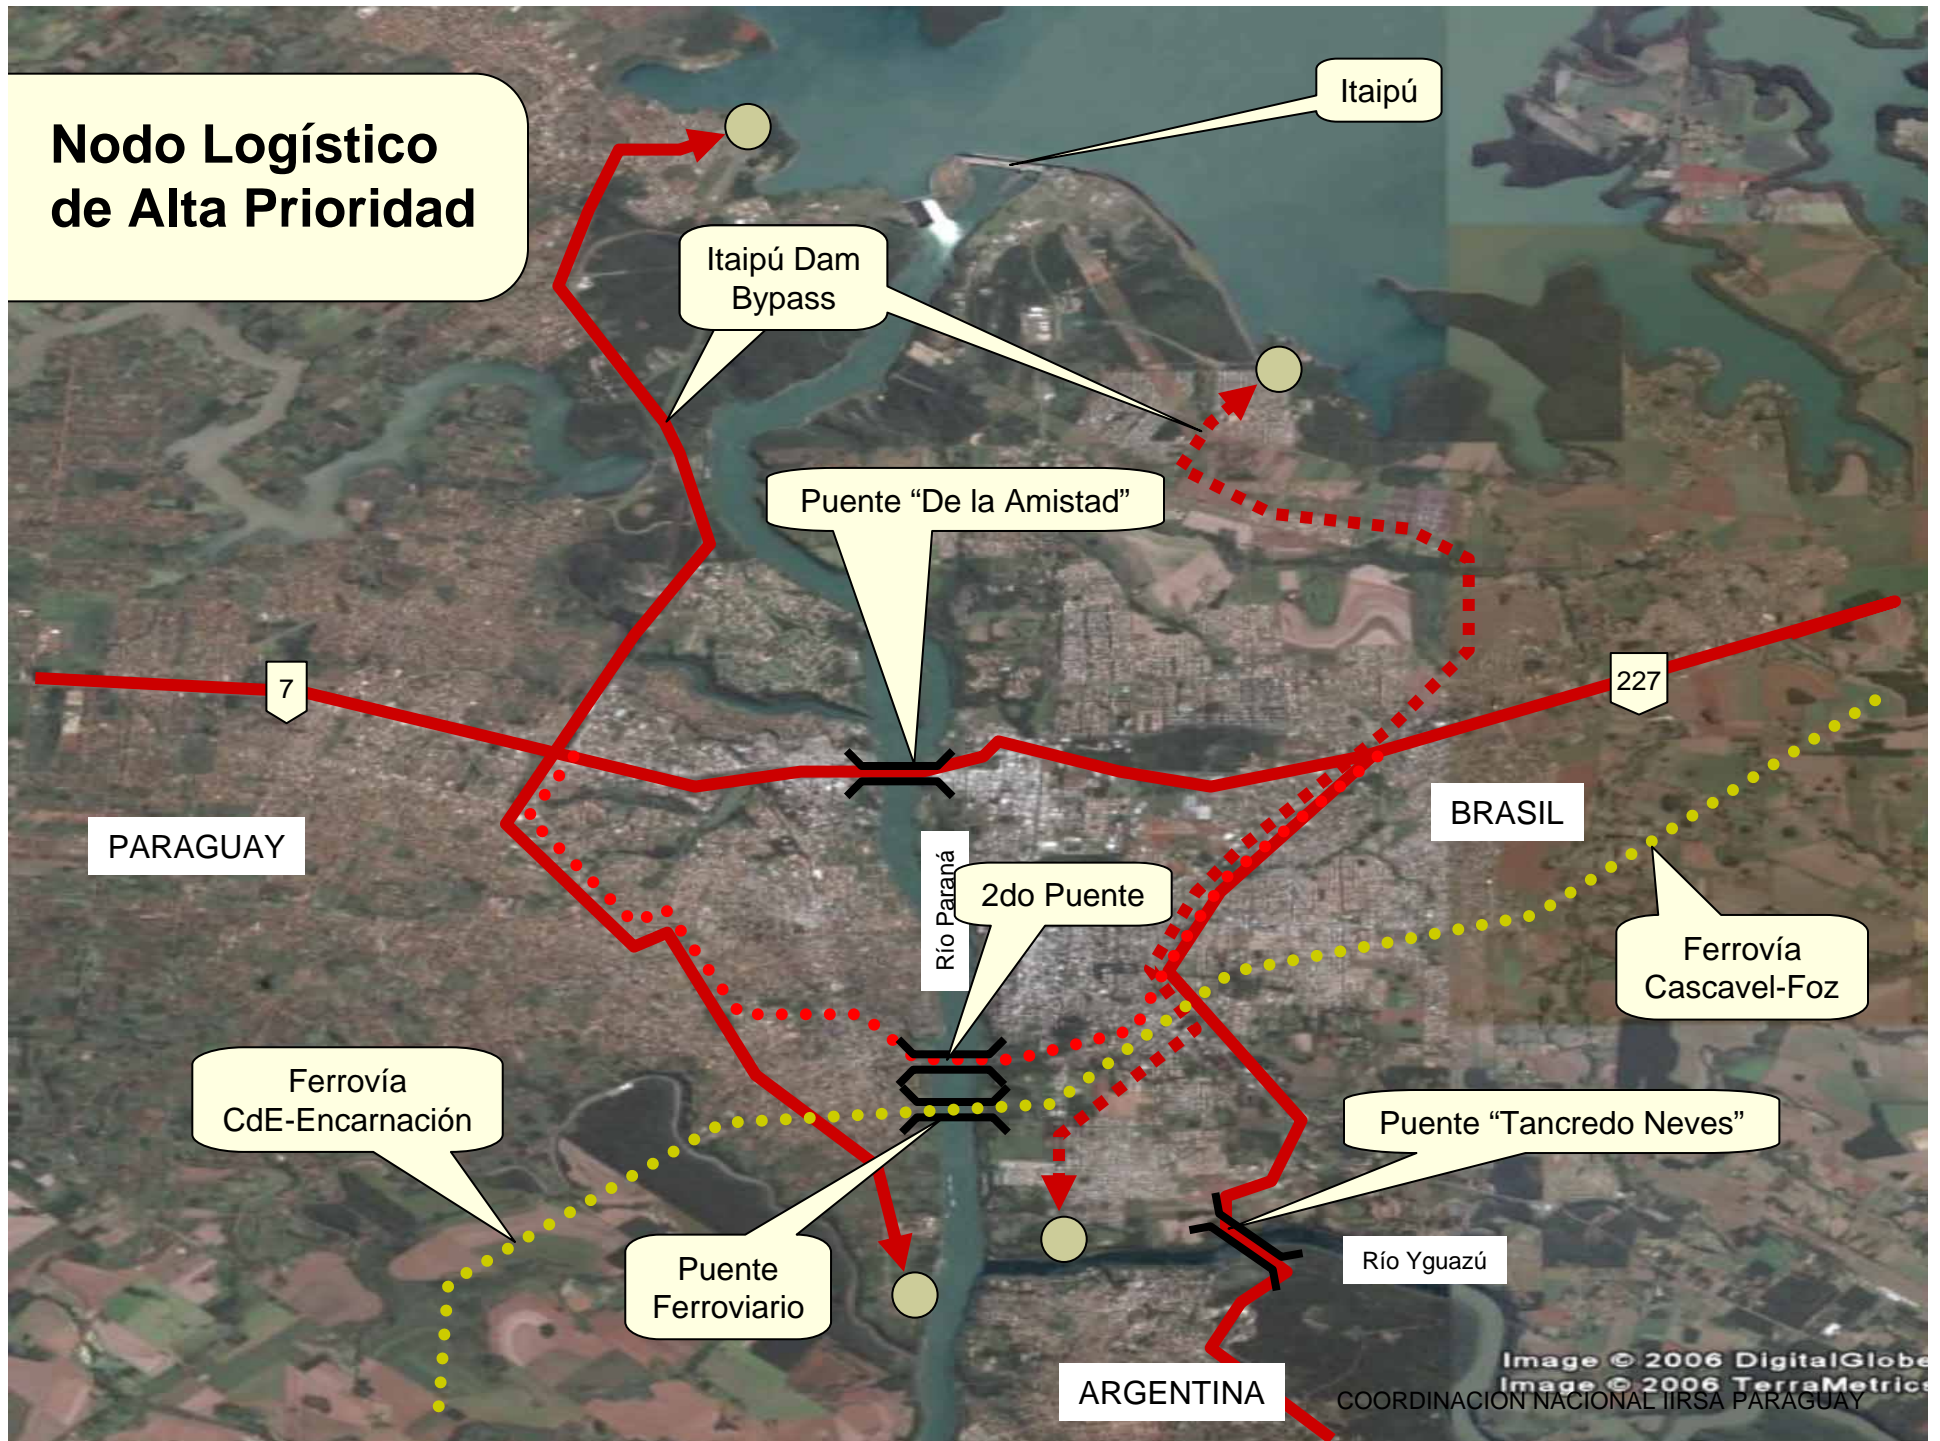 Nodo Logístico
de Alta Prioridad
Itaipú
Itaipú Dam
Bypass
Puente “De la Amistad”
7
227
PARAGUAY
BRASIL
Río Paraná
2do Puente
Ferrovía
Cascavel-Foz
Ferrovía
CdE-Encarnación
Puente “Tancredo Neves”
Puente
Ferroviario
Río Yguazú
ARGENTINA
Image © 2006 DigitalGlobe
Image © 2006 TerraMetrics
COORDINACION NACIONAL IIRSA PARAGUAY